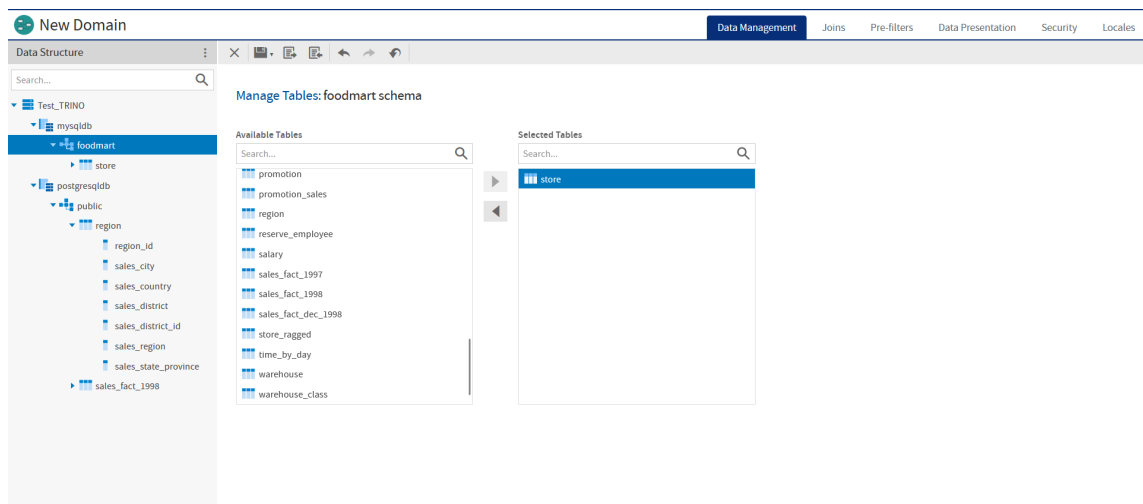 New Domain
Data Management Joins Pre-filters Data Presentation Security Locales
Data Structure
Search...
Test_TRINO
mysqldb
foodmart
store
postgresqldb
public
region
region_id
sales_city
sales_country
sales_district
sales_district_id
sales_region
sales_state_province
sales_fact_1998
Manage Tables: foodmart schema
Available Tables
Search...
promotion
promotion_sales
region
reserve_employee
salary
sales_fact_1997
sales_fact_1998
sales_fact_dec_1998
store_ragged
time_by_day
warehouse
warehouse_class
Selected Tables
Search...
store